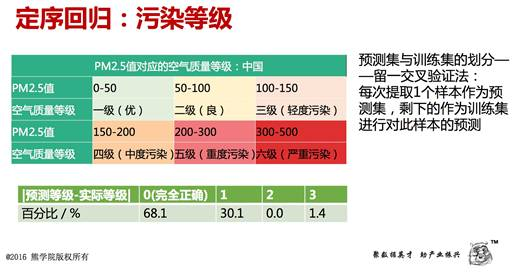 定序回归：污染等级
PM2.5值对应的空气质量等级：中国
PM2.5值 0-50 50-100 100-150
空气质量等级 一级（优） 二级（良） 三级（轻度污染）
PM2.5值 150-200 200-300 300-500
空气质量等级 四级（中度污染） 五级（重度污染） 六级（严重污染）
预测集与训练集的划分—
—留一交叉验证法：
每次提取1个样本作为预
测集，剩下的作为训练集
进行对此样本的预测
|预测等级-实际等级| 0(完全正确) 1 2 3
百分比 / % 68.1 30.1 0.0 1.4
@2016 熊学院版权所有
聚数据英才 助产业振兴
TM